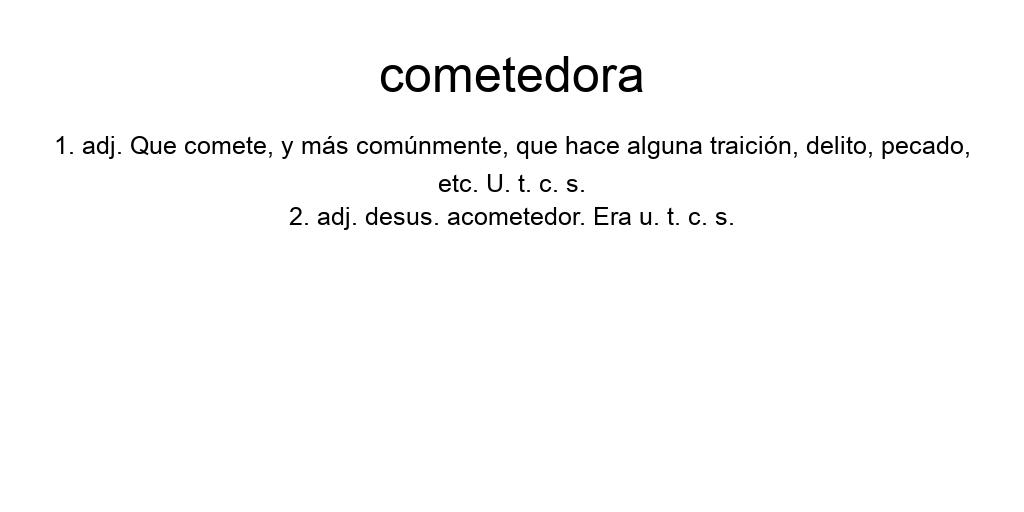 cometedora
1. adj. Que comete, y más comúnmente, que hace alguna traición, delito, pecado,
etc. U. t. c. s.
2. adj. desus. acometedor. Era u. t. c. s.